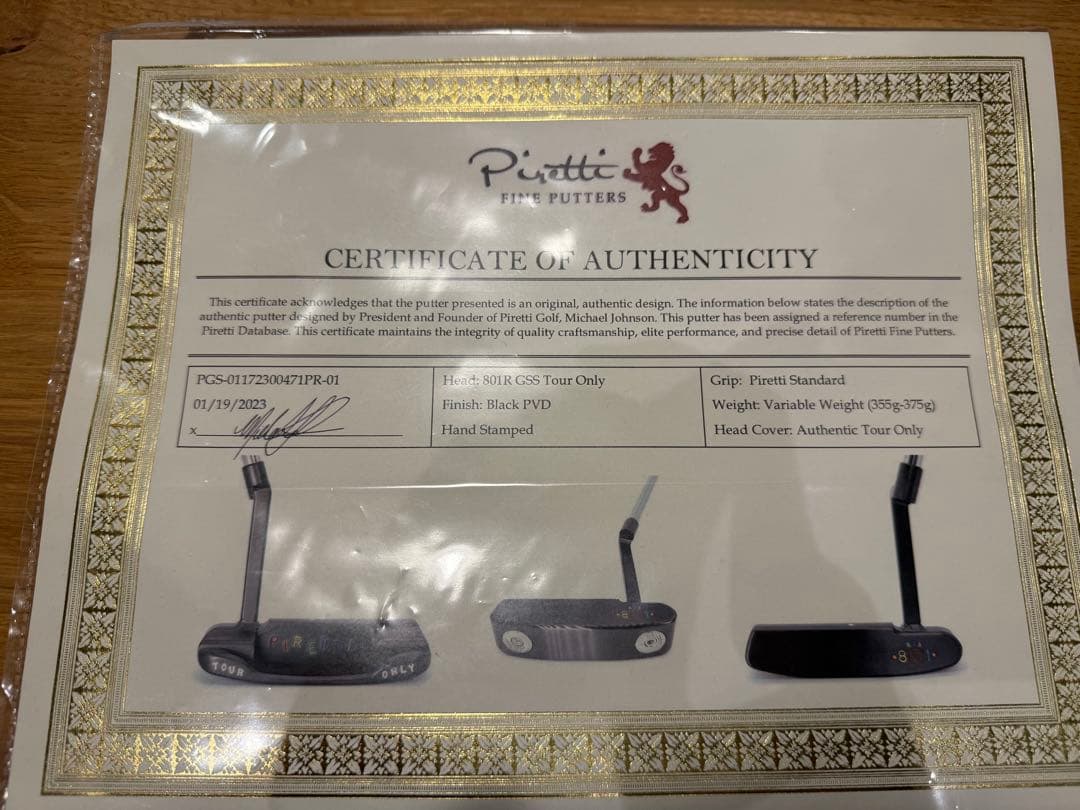 Piretti
FINE PUTTERS
CERTIFICATE OF AUTHENTICITY
This certificate acknowledges that the putter presented is an original, authentic design. The information below states the description of the
authentic putter designed by President and Founder of Piretti Golf, Michael Johnson. This putter has been assigned a reference number in the
Piretti Database. This certificate maintains the integrity of quality craftsmanship, elite performance, and precise detail of Piretti Fine Putters.
PGS-01172300471PR-01
01/19/2023
x
Head: 801R GSS Tour Only
Finish: Black PVD
Hand Stamped
Grip: Piretti Standard
Weight: Variable Weight (355g-375g)
Head Cover: Authentic Tour Only
TOUR
ONLY